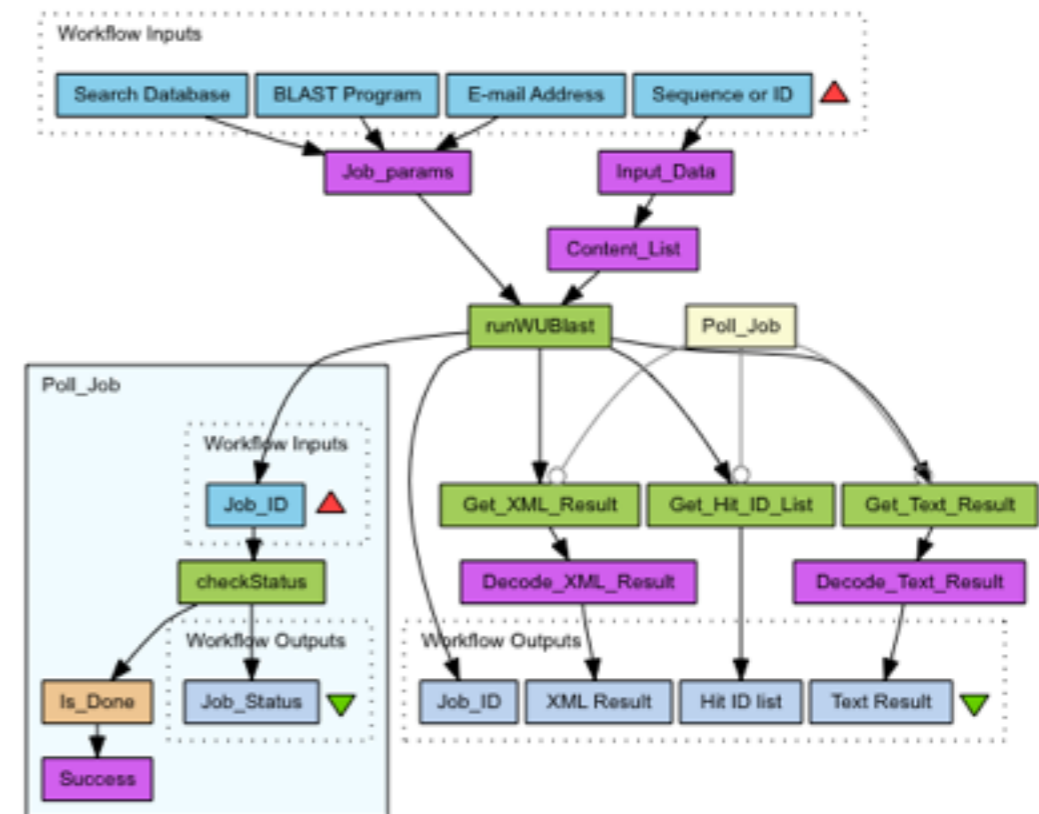 Workflow Inputs
Search Database
BLAST Program
E-mail Address
Sequence or ID
Job_params
Input_Data
Content_List
runWUBlast
Poll_Job
Poll_Job
Workflow Inputs
Job_ID
Get_XML_Result
Get_Hit_ID_List
Get_Text_Result
checkStatus
Decode_XML_Result
Decode_Text_Result
Workflow Outputs
Workflow Outputs
Is_Done
Job_Status
Job_ID
XML Result
Hit ID list
Text Result
Success